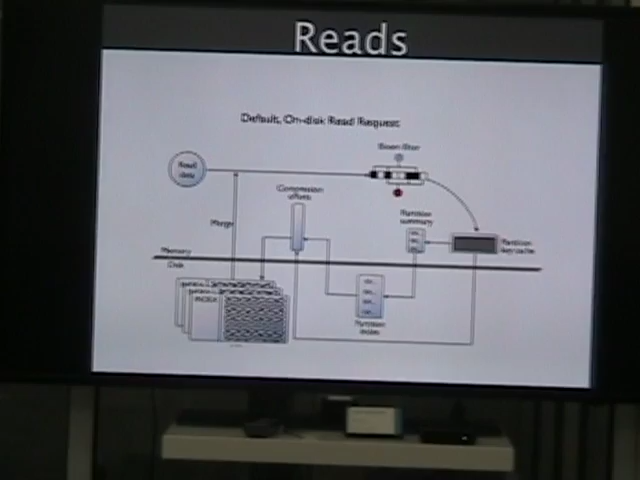 Reads
Default, On-disk Read Request
Bloom filter
Read
data
Compression
offsets
Partition
summary
Merge
Partition
key cache
Memory
Disk
Partition
index